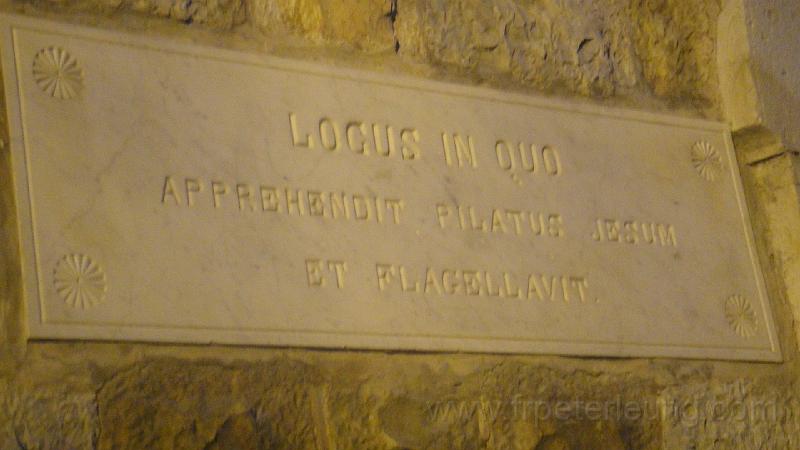 LOCUS IN QUO
APPREHENDIT PILATUS JESUM
ET FLAGELLAVIT.
www.frpeterleung.com